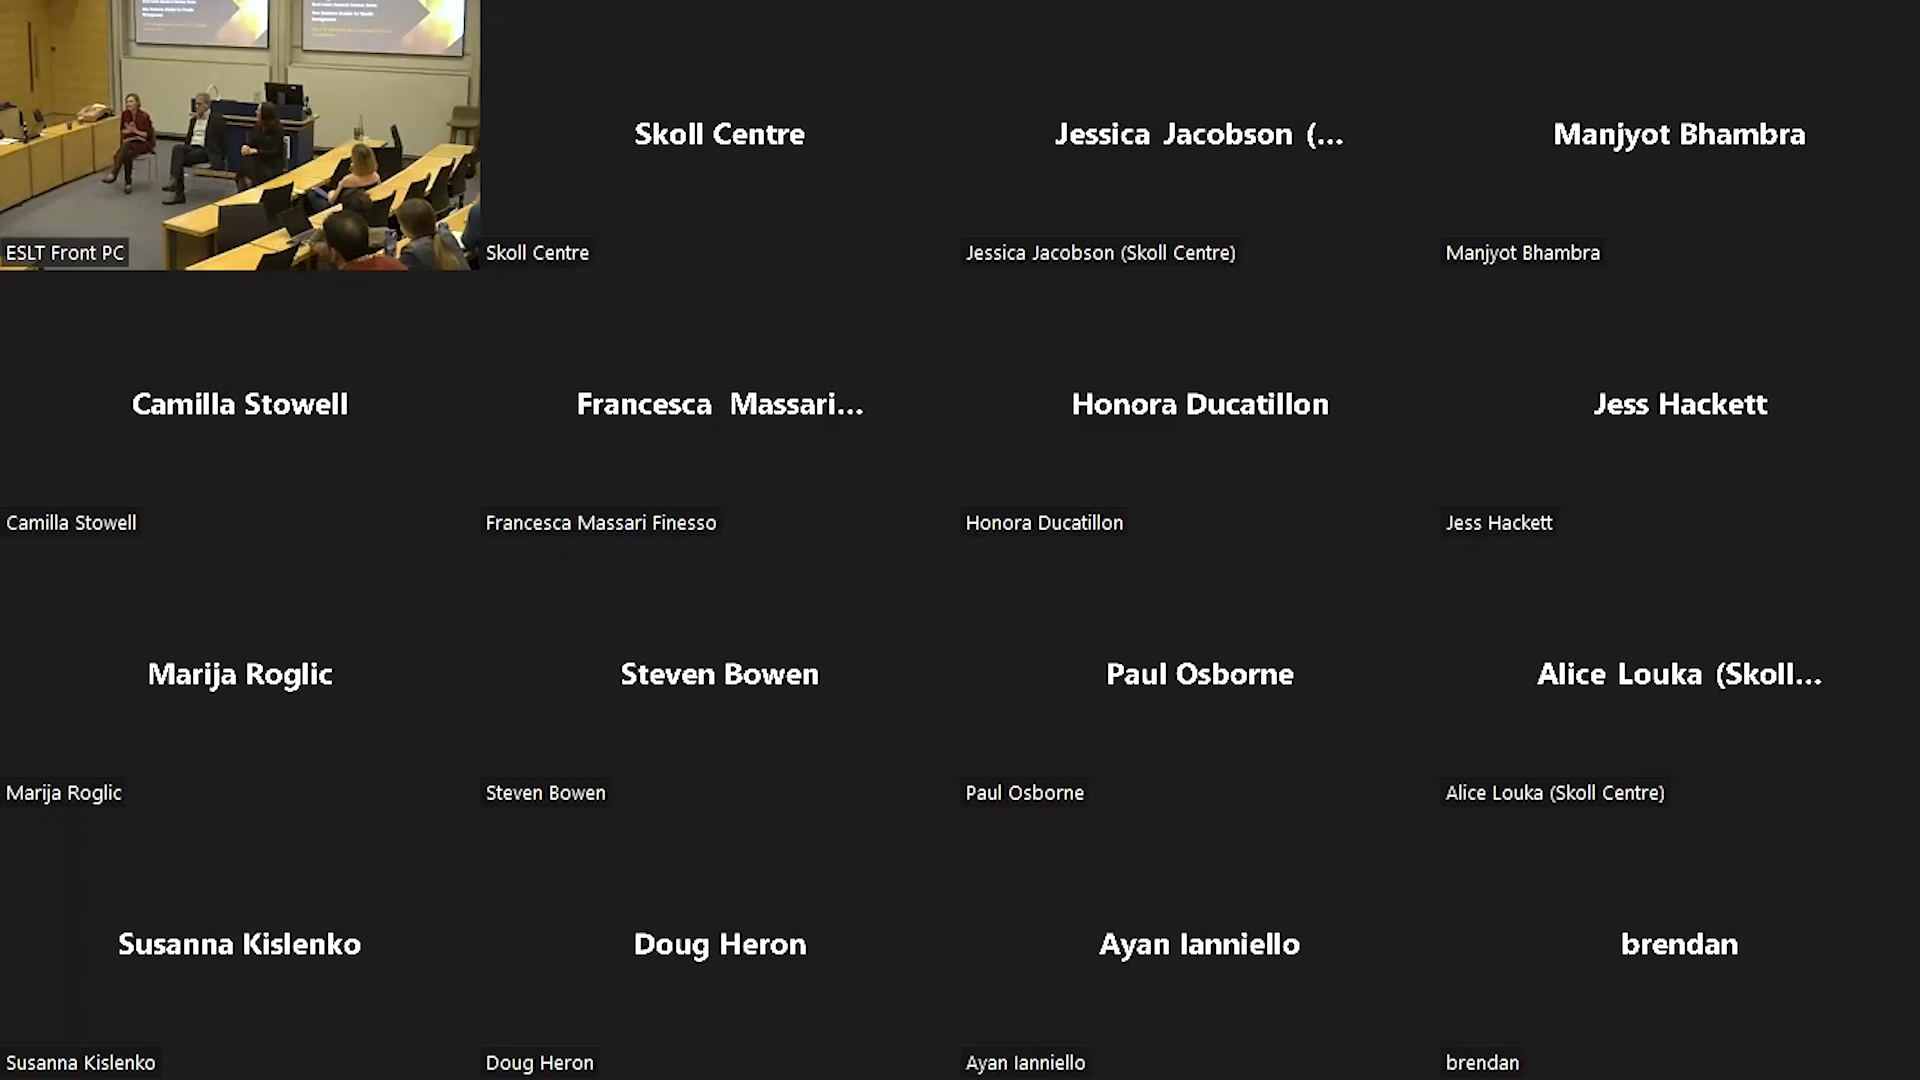 ESLT Front PC
Skoll Centre
Skoll Centre
Jessica Jacobson (...
Jessica Jacobson (Skoll Centre)
Manjyot Bhambra
Manjyot Bhambra
Camilla Stowell
Camilla Stowell
Francesca Massari...
Francesca Massari Finesso
Honora Ducatillon
Honora Ducatillon
Jess Hackett
Jess Hackett
Marija Roglic
Marija Roglic
Steven Bowen
Steven Bowen
Paul Osborne
Paul Osborne
Alice Louka (Skoll...
Alice Louka (Skoll Centre)
Susanna Kislenko
Susanna Kislenko
Doug Heron
Doug Heron
Ayan Ianniello
Ayan Ianniello
brendan
brendan